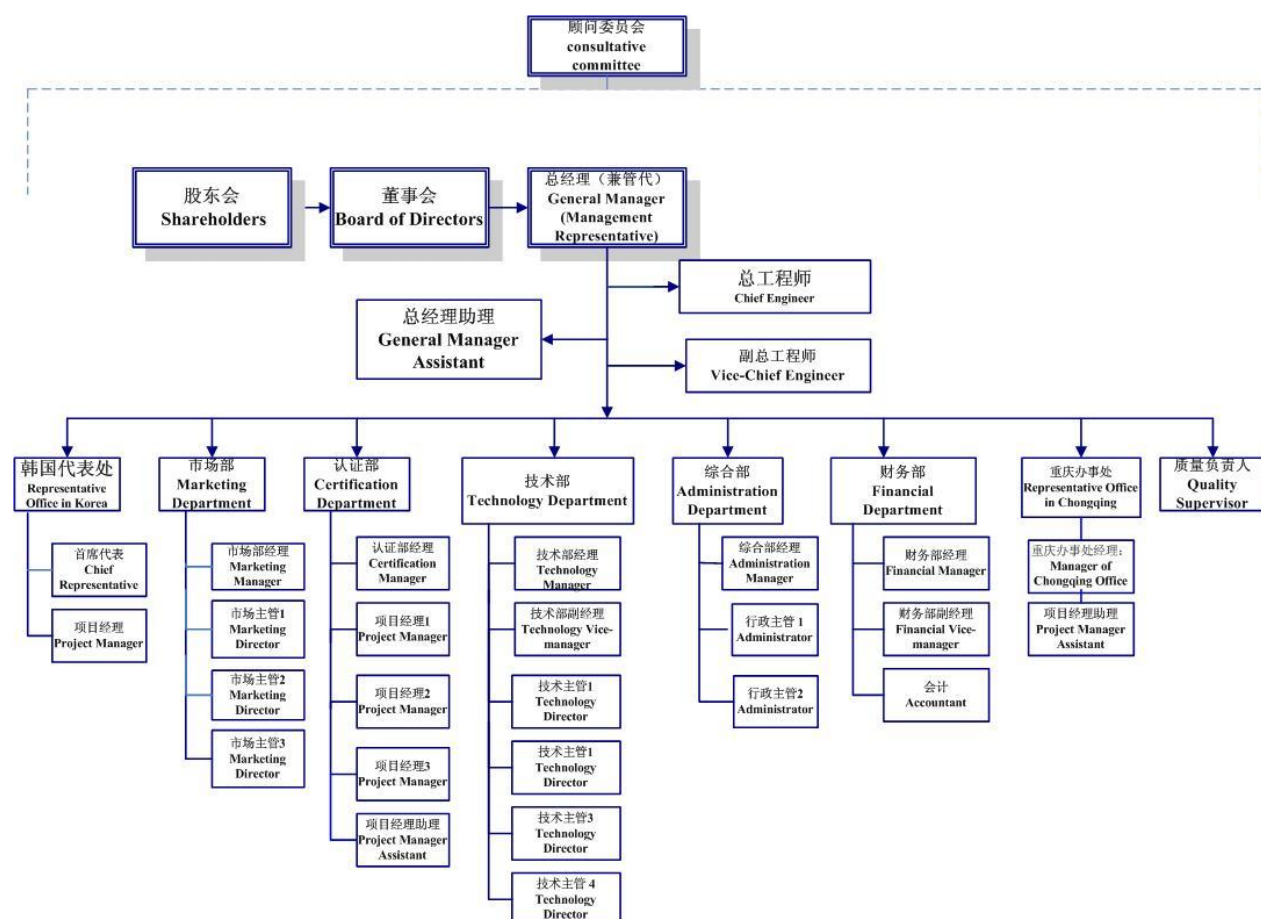 顾问委员会
consultative
committee
股东会
Shareholders
董事会
Board of Directors
总经理（兼管代）
General Manager
(Management
Representative)
总工程师
Chief Engineer
总经理助理
General Manager
Assistant
副总工程师
Vice-Chief Engineer
韩国代表处
Representative
Office in Korea
市场部
Marketing
Department
认证部
Certification
Department
技术部
Technology Department
综合部
Administration
Department
财务部
Financial
Department
重庆办事处
Representative Office
in Chongqing
质量负责人
Quality
Supervisor
首席代表
Chief
Representative
项目经理
Project Manager
市场部经理
Marketing
Manager
市场主管1
Marketing
Director
市场主管2
Marketing
Director
市场主管3
Marketing
Director
认证部经理
Certification
Manager
项目经理1
Project Manager
项目经理2
Project Manager
项目经理3
Project Manager
项目经理助理
Project Manager
Assistant
技术部经理
Technology
Manager
技术部副经理
Technology Vice-
manager
技术主管1
Technology
Director
技术主管1
Technology
Director
技术主管3
Technology
Director
技术主管 4
Technology
Director
综合部经理
Administration
Manager
行政主管 1
Administrator
行政主管2
Administrator
财务部经理
Financial Manager
财务部副经理
Financial Vice-
manager
会计
Accountant
重庆办事处经理：
Manager of
Chongqing Office
项目经理助理
Project Manager
Assistant